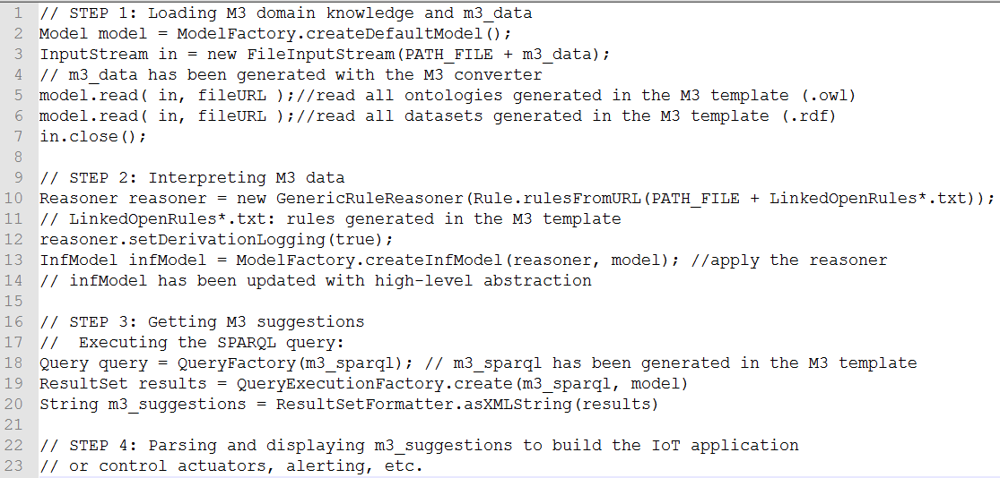 1 // STEP 1: Loading M3 domain knowledge and m3_data
2 Model model = ModelFactory.createDefaultModel();
3 InputStream in = new FileInputStream(PATH_FILE + m3_data);
4 // m3_data has been generated with the M3 converter
5 model.read( in, fileURL );//read all ontologies generated in the M3 template (.owl)
6 model.read( in, fileURL );//read all datasets generated in the M3 template (.rdf)
7 in.close();
8
9 // STEP 2: Interpreting M3 data
10 Reasoner reasoner = new GenericRuleReasoner(Rule.rulesFromURL(PATH_FILE + LinkedOpenRules*.txt));
11 // LinkedOpenRules*.txt: rules generated in the M3 template
12 reasoner.setDerivationLogging(true);
13 InfModel infModel = ModelFactory.createInfModel(reasoner, model); //apply the reasoner
14 // infModel has been updated with high-level abstraction
15
16 // STEP 3: Getting M3 suggestions
17 //  Executing the SPARQL query:
18 Query query = QueryFactory(m3_sparql); // m3_sparql has been generated in the M3 template
19 ResultSet results = QueryExecutionFactory.create(m3_sparql, model)
20 String m3_suggestions = ResultSetFormatter.asXMLString(results)
21
22 // STEP 4: Parsing and displaying m3_suggestions to build the IoT application
23 // or control actuators, alerting, etc.